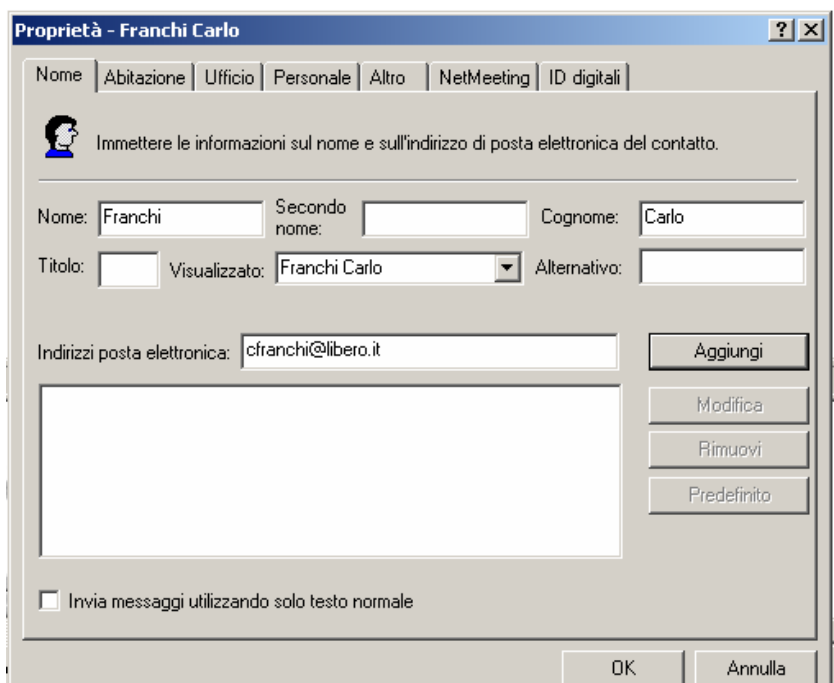 Proprietà - Franchi Carlo
Nome Abitazione Ufficio Personale Altro NetMeeting ID digitali
Immettere le informazioni sul nome e sull'indirizzo di posta elettronica del contatto.
Nome: Franchi Secondo nome: Cognome: Carlo
Titolo: Visualizzato: Franchi Carlo Alternativo:
Indirizzi posta elettronica: cfranchi@libero.it Aggiungi
Modifica
Rimuovi
Predefinito
Invia messaggi utilizzando solo testo normale
OK Annulla